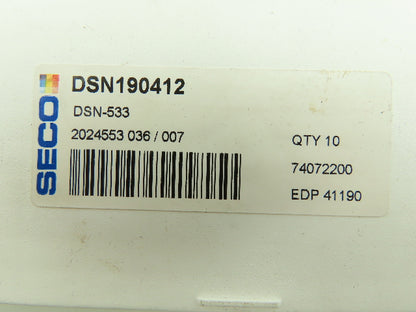 SECO
DSN190412
DSN-533
2024553 036 / 007
QTY 10
74072200
EDP 41190